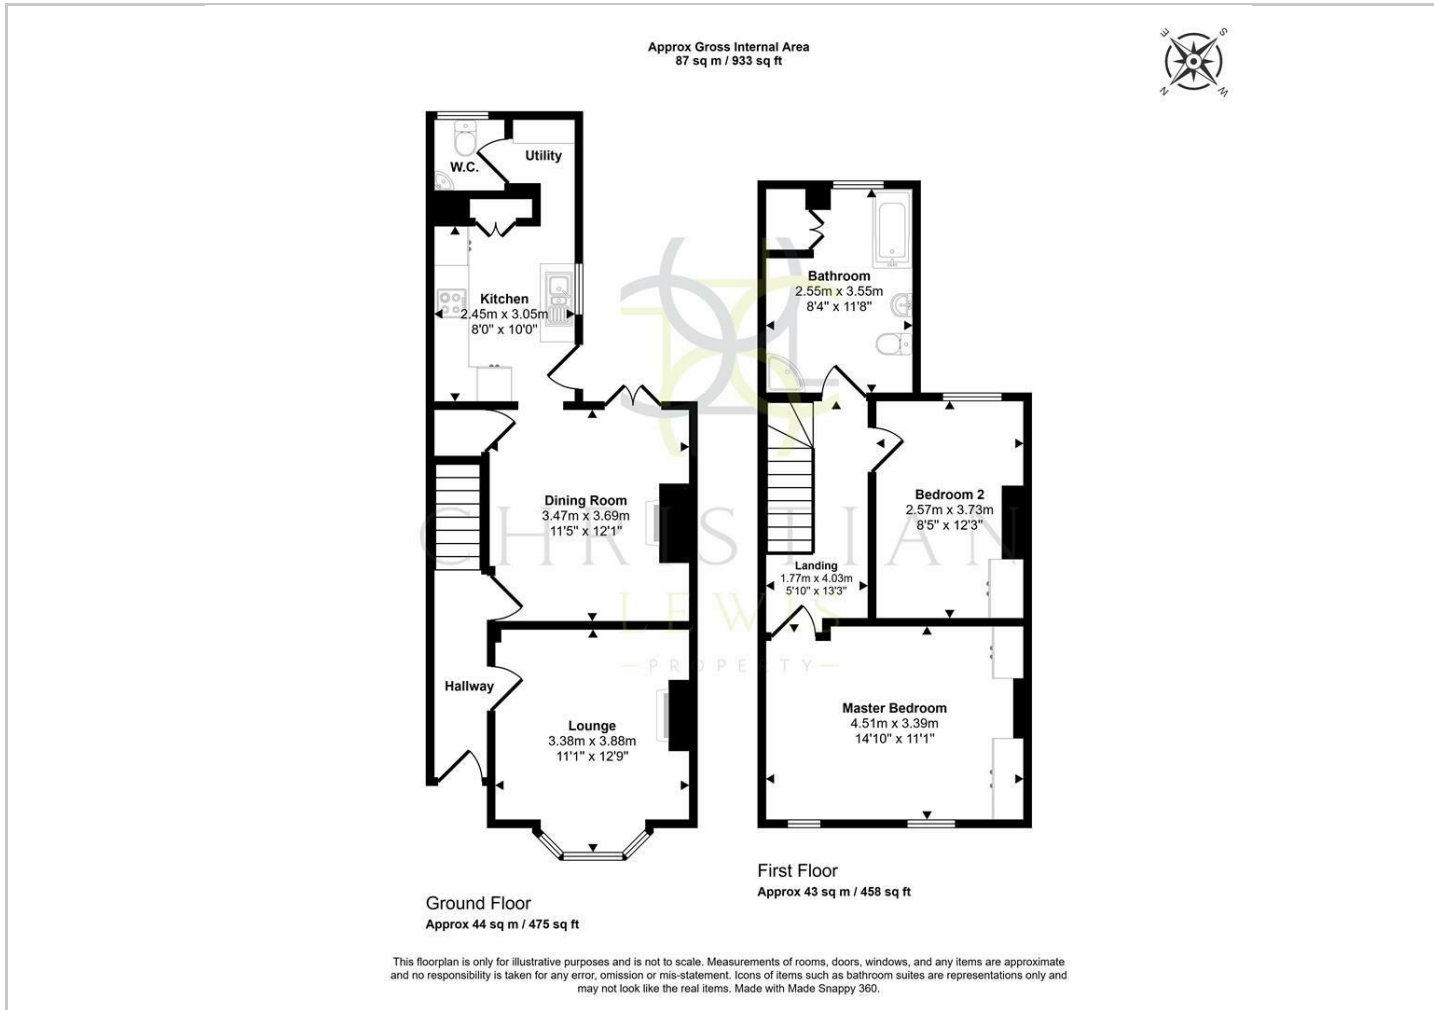 Approx Gross Internal Area
87 sq m / 933 sq ft
E
S
N
W
W.C.
Utility
Kitchen
2.45m x 3.05m
8'0" x 10'0"
Dining Room
3.47m x 3.69m
11'5" x 12'1"
Hallway
Lounge
3.38m x 3.88m
11'1" x 12'9"
Ground Floor
Approx 44 sq m / 475 sq ft
Bathroom
2.55m x 3.55m
8'4" x 11'8"
Bedroom 2
2.57m x 3.73m
8'5" x 12'3"
Landing
1.77m x 4.03m
5'10" x 13'3"
Master Bedroom
4.51m x 3.39m
14'10" x 11'1"
First Floor
Approx 43 sq m / 458 sq ft
CHRISTIAN
LEWIS
PROPERTY
This floorplan is only for illustrative purposes and is not to scale. Measurements of rooms, doors, windows, and any items are approximate
and no responsibility is taken for any error, omission or mis-statement. Icons of items such as bathroom suites are representations only and
may not look like the real items. Made with Made Snappy 360.